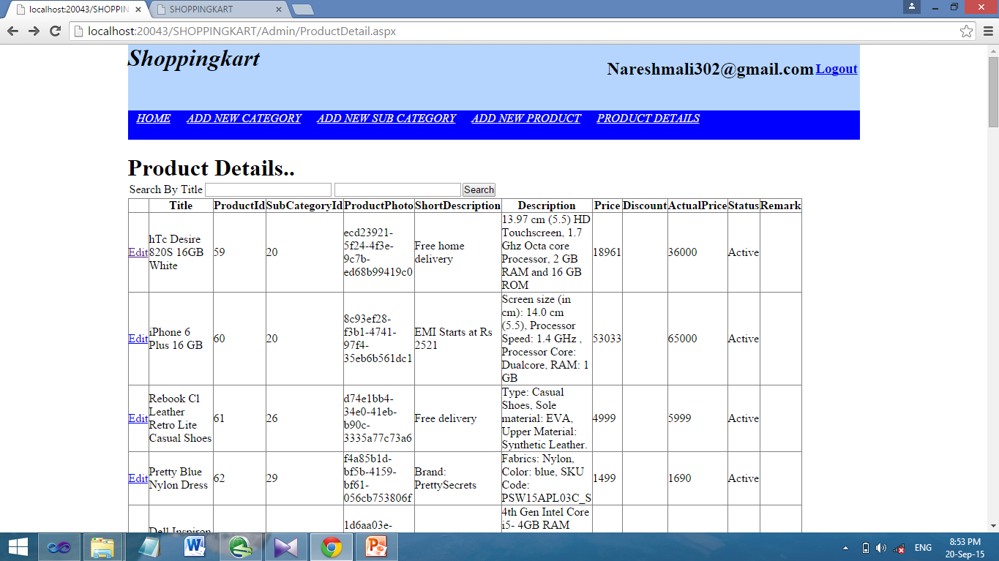 localhost:20043/SHOPPIN
SHOPPINGKART
localhost:20043/SHOPPINGKART/Admin/ProductDetail.aspx
Shoppingkart
Nareshmali302@gmail.com Logout
HOME ADD NEW CATEGORY ADD NEW SUB CATEGORY ADD NEW PRODUCT PRODUCT DETAILS
Product Details..
Search By Title Search
Title ProductId SubCategoryId ProductPhoto ShortDescription Description Price Discount ActualPrice Status Remark
Edit
hTc Desire
820S 16GB
White
59
20
ecd23921-
5f24-4f3e-
9c7b-
ed68b99419c0
Free home
delivery
13.97 cm (5.5) HD
Touchscreen, 1.7
Ghz Octa core
Processor, 2 GB
RAM and 16 GB
ROM
18961
36000
Active
Edit
iPhone 6
Plus 16 GB
60
20
8c93ef28-
f3b1-4741-
97f4-
35eb6b561dc1
EMI Starts at Rs
2521
Screen size (in
cm): 14.0 cm
(5.5), Processor
Speed: 1.4 GHz ,
Processor Core:
Dualcore, RAM: 1
GB
53033
65000
Active
Edit
Rebook Cl
Leather
Retro Lite
Casual Shoes
61
26
d74e1bb4-
34e0-41eb-
b90c-
3335a77c73a6
Free delivery
Type: Casual
Shoes, Sole
material: EVA,
Upper Material:
Synthetic Leather.
4999
5999
Active
Edit
Pretty Blue
Nylon Dress
62
29
f4a85b1d-
bf5b-4159-
bf61-
056cb753806f
Brand:
PrettySecrets
Fabrics: Nylon,
Color: blue, SKU
Code:
PSW15APL03C_S
1499
1690
Active
Dell Inspiron
1d6aa03e-
4th Gen Intel Core
i5- 4GB RAM
ENG
8:53 PM
20-Sep-15